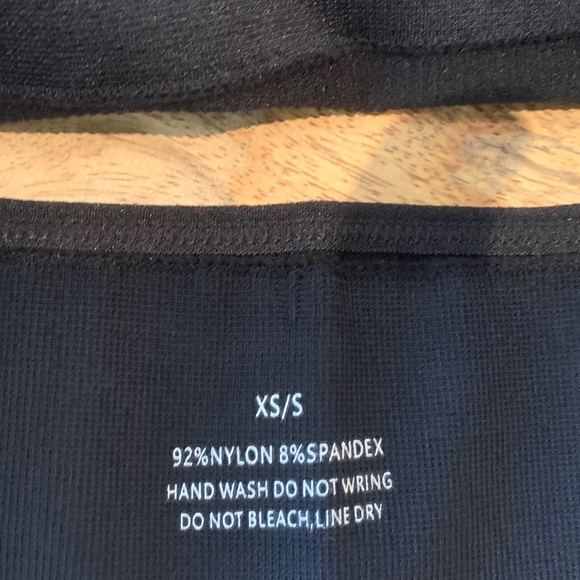 XS/S
92%NYLON 8%SPANDEX
HAND WASH DO NOT WRING
DO NOT BLEACH,LINE DRY